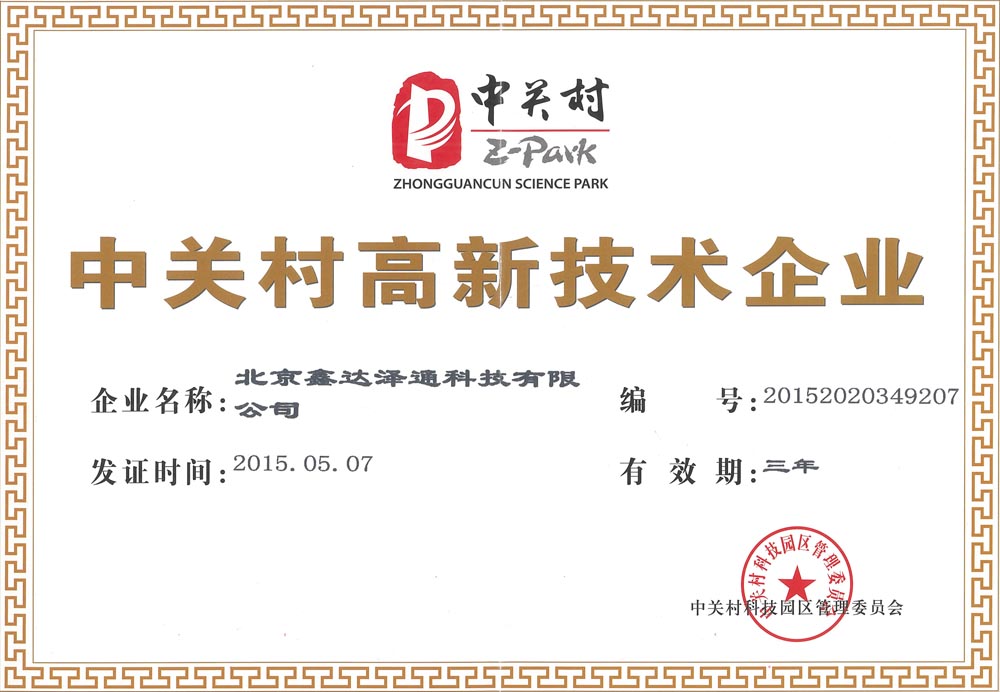 中关村
Z-Park
ZHONGGUANCUN SCIENCE PARK
中关村高新技术企业
企业名称:北京鑫达泽通科技有限
公司
编 号:20152020349207
发证时间:2015.05.07
有 效 期:三年
中关村科技园区管理委员会
中关村科技园区管理委员会